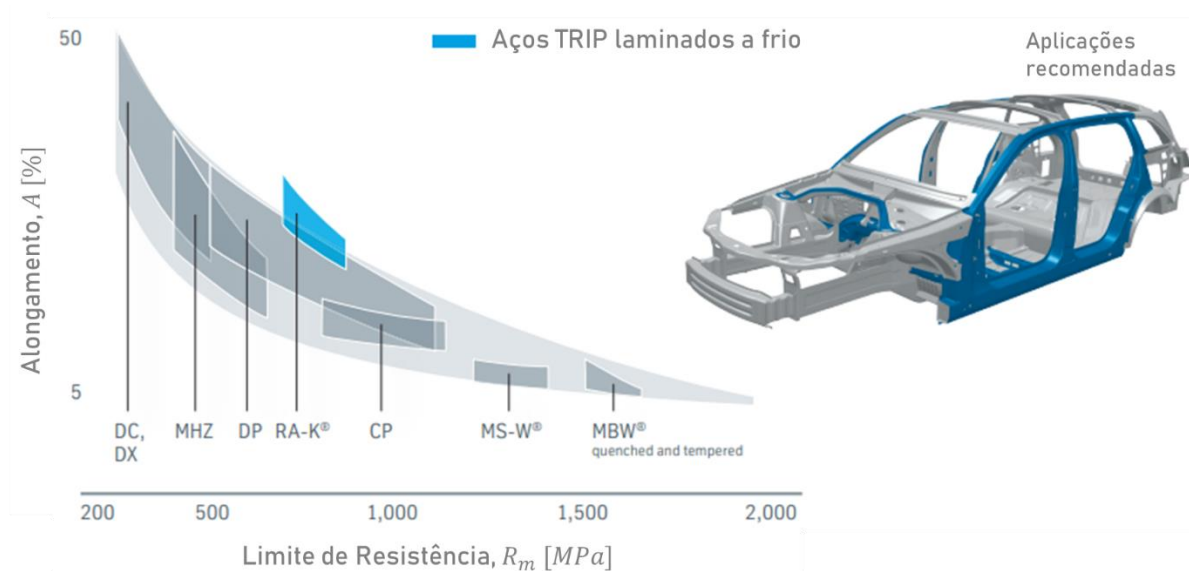 50
Aços TRIP laminados a frio
Aplicações
recomendadas
Alongamento, A [%]
5
DC,
DX
MHZ
DP
RA-K®
CP
MS-W®
MBW®
quenched and tempered
200
500
1,000
1,500
2,000
Limite de Resistência, Rₘ [MPa]